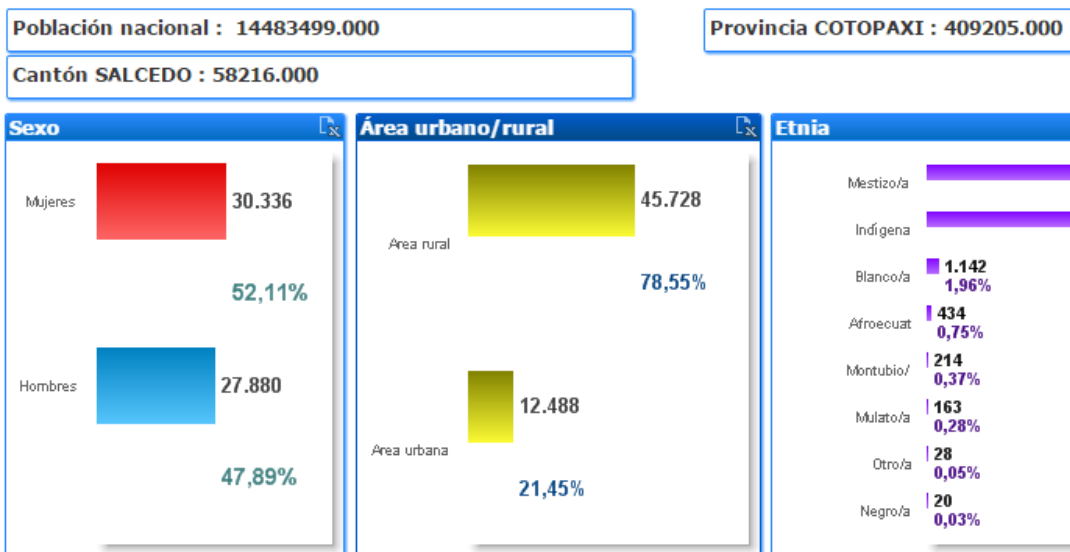 Población nacional : 14483499.000
Provincia COTOPAXI : 409205.000
Cantón SALCEDO : 58216.000
Sexo
Mujeres
30.336
52,11%
Hombres
27.880
47,89%
Área urbano/rural
Area rural
45.728
78,55%
Area urbana
12.488
21,45%
Etnia
Mestizo/a
Indígena
Blanco/a
1.142
1,96%
Afroecuat
434
0,75%
Montubio/
214
0,37%
Mulato/a
163
0,28%
Otro/a
28
0,05%
Negro/a
20
0,03%